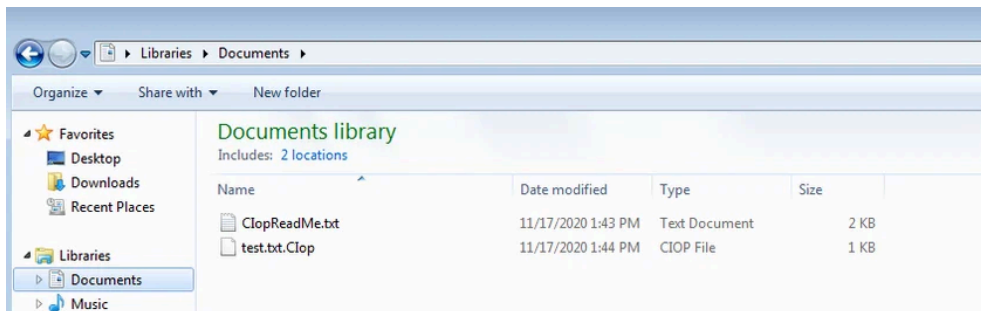 Libraries Documents
Organize Share with New folder
Favorites
Desktop
Downloads
Recent Places
Libraries
Documents
Music
Documents library
Includes: 2 locations
Name Date modified Type Size
CIopReadMe.txt 11/17/2020 1:43 PM Text Document 2 KB
test.txt.CIop 11/17/2020 1:44 PM CIOP File 1 KB